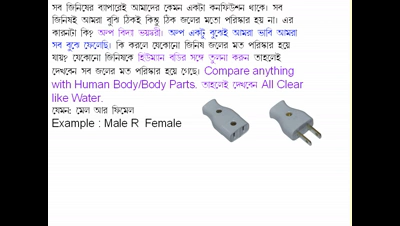 সব জিনিষের ব্যাপারেই আমাদের কেমন একটা কনফিউশন থাকে। সব
জিনিষই আমরা বুঝি ঠিকই কিন্তু ঠিক জলের মতো পরিস্কার হয় না। এর
কারনটা কি? অল্প বিদ্যা ভয়ঙ্করী। অল্প একটু বুঝেই আমরা ভাবি আমরা
সব বুঝে ফেলেছি। কি করলে যেকোনো জিনিষ জলের মত পরিস্কার হয়ে
যায়? যেকোনো জিনিষকে হিউম্যান বডির সঙ্গে তুলনা করুন তাহলেই
দেখবেন সব জলের মত পরিস্কার হয়ে গেছে। Compare anything
with Human Body/Body Parts. তাহলেই দেখবেন All Clear
like Water.
যেমন: মেল আর ফিমেল
Example : Male R Female